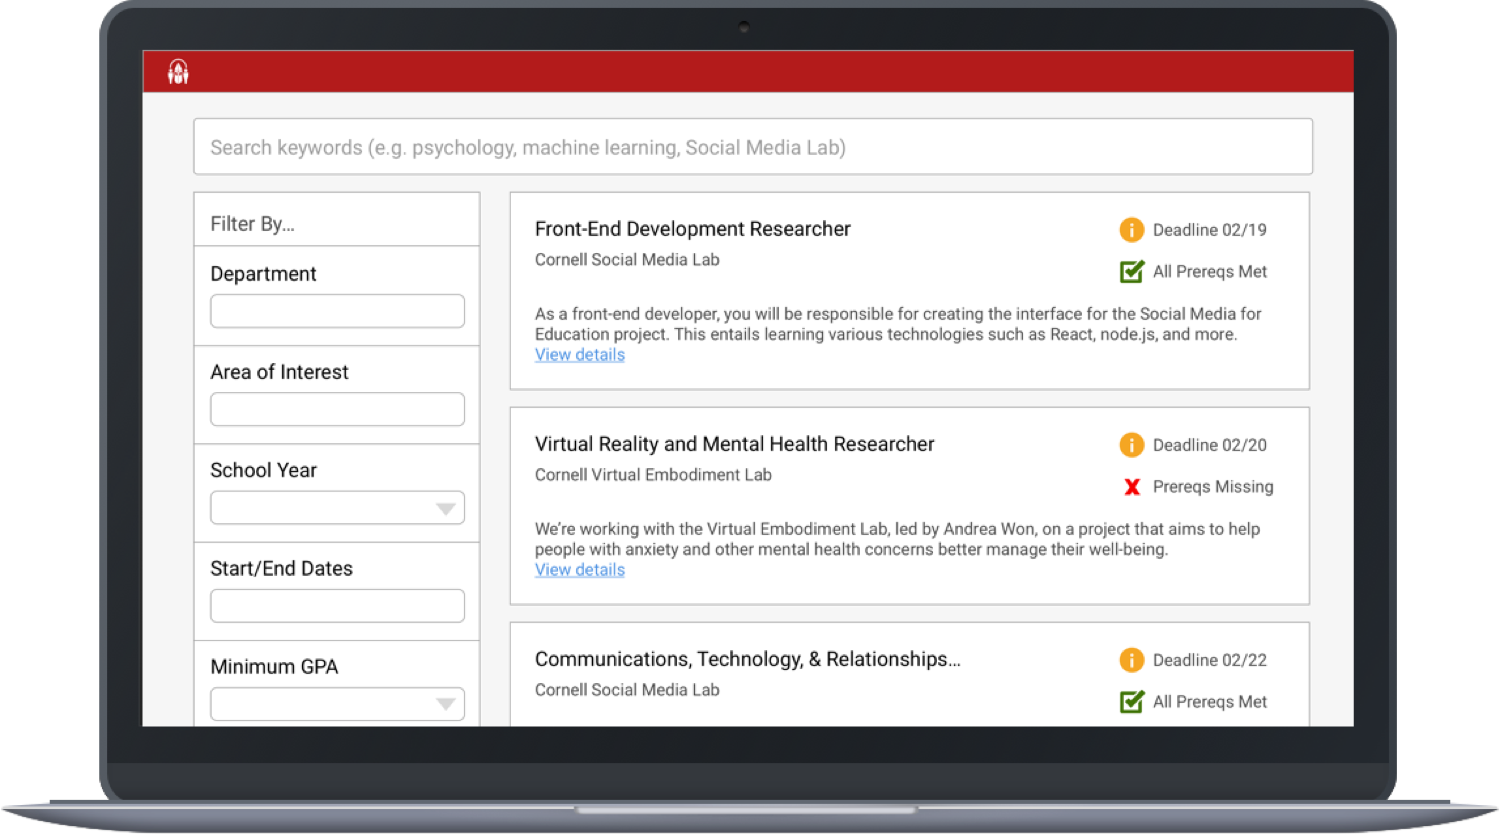 Search keywords (e.g. psychology, machine learning, Social Media Lab)
Filter By...
Department
Area of Interest
School Year
Start/End Dates
Minimum GPA
Front-End Development Researcher
Cornell Social Media Lab
Deadline 02/19
All Prereqs Met
As a front-end developer, you will be responsible for creating the interface for the Social Media for
Education project. This entails learning various technologies such as React, node.js, and more.
View details
Virtual Reality and Mental Health Researcher
Cornell Virtual Embodiment Lab
Deadline 02/20
Prereqs Missing
We’re working with the Virtual Embodiment Lab, led by Andrea Won, on a project that aims to help
people with anxiety and other mental health concerns better manage their well-being.
View details
Communications, Technology, & Relationships...
Cornell Social Media Lab
Deadline 02/22
All Prereqs Met